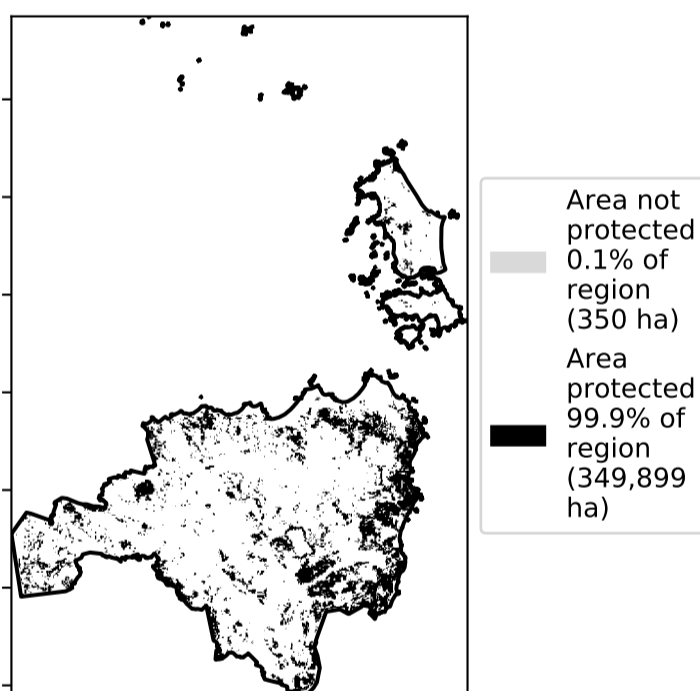 Area not
protected
0.1% of
region
(350 ha)
Area
protected
99.9% of
region
(349,899
ha)